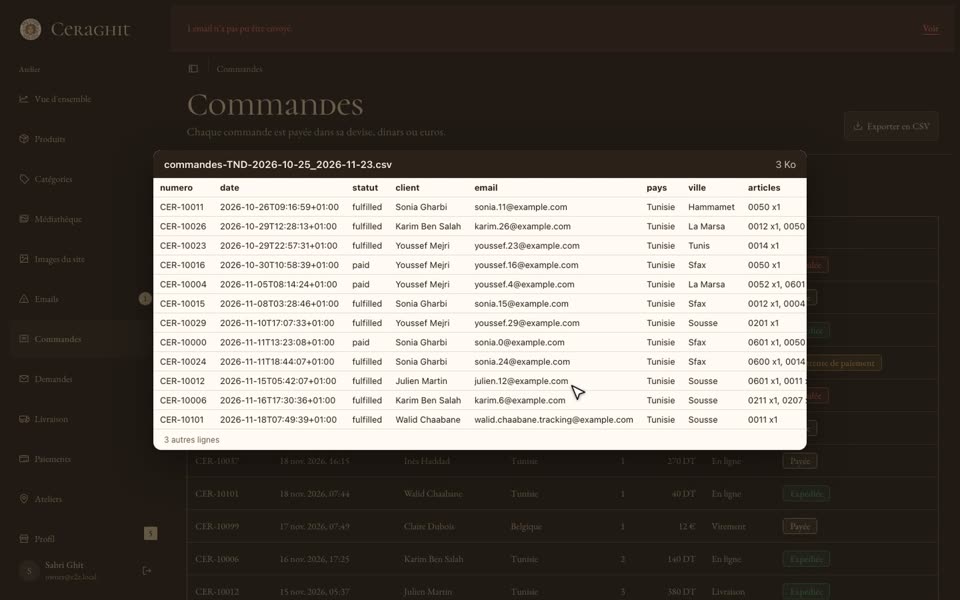 CERAGHIT
L'email n'a pas pu être envoyé.
Voir
Atelier
Commandes
Vue d'ensemble
Produits
Catégories
Médiathèque
Images du site
Emails
1
Commandes
Demandes
Livraison
Paiements
Ateliers
Profil
S
Sabri Ghit
owner@e2e.local
Commandes
Chaque commande est payée dans sa devise, dinars ou euros.
Exporter en CSV
commandes-TND-2026-10-25_2026-11-23.csv 3 Ko
numero date statut client email pays ville articles
CER-10011 2026-10-26T09:16:59+01:00 fulfilled Sonia Gharbi sonia.11@example.com Tunisie Hammamet 0050 x1
CER-10026 2026-10-29T12:28:13+01:00 fulfilled Karim Ben Salah karim.26@example.com Tunisie La Marsa 0012 x1, 0050
CER-10023 2026-10-29T22:57:31+01:00 fulfilled Youssef Mejri youssef.23@example.com Tunisie Tunis 0014 x1
CER-10016 2026-10-30T10:58:39+01:00 paid Youssef Mejri youssef.16@example.com Tunisie Sfax 0050 x1
CER-10004 2026-11-05T08:14:24+01:00 paid Youssef Mejri youssef.4@example.com Tunisie La Marsa 0052 x1, 0601
CER-10015 2026-11-08T03:28:46+01:00 fulfilled Sonia Gharbi sonia.15@example.com Tunisie Sfax 0012 x1, 0004
CER-10029 2026-11-10T17:07:33+01:00 fulfilled Youssef Mejri youssef.29@example.com Tunisie Sousse 0201 x1
CER-10000 2026-11-11T13:23:08+01:00 paid Sonia Gharbi sonia.0@example.com Tunisie Sfax 0601 x1, 0050
CER-10024 2026-11-11T18:44:07+01:00 fulfilled Sonia Gharbi sonia.24@example.com Tunisie Sfax 0600 x1, 0014
CER-10012 2026-11-15T05:42:07+01:00 fulfilled Julien Martin julien.12@example.com Tunisie Sousse 0601 x1, 0011
CER-10006 2026-11-16T17:30:36+01:00 fulfilled Karim Ben Salah karim.6@example.com Tunisie Sousse 0211 x1, 0207
CER-10101 2026-11-18T07:49:39+01:00 fulfilled Walid Chaabane walid.chaabane.tracking@example.com Tunisie Sousse 0011 x1
3 autres lignes
de paiement
CER-10037 18 nov. 2026, 16:15 Inès Haddad Tunisie 1 270 DT En ligne Payée
CER-10101 18 nov. 2026, 07:44 Walid Chaabane Tunisie 1 40 DT En ligne Expédiée
CER-10099 17 nov. 2026, 07:49 Claire Dubois Belgique 1 12 € Virement Payée
CER-10006 16 nov. 2026, 17:25 Karim Ben Salah Tunisie 2 140 DT En ligne Expédiée
CER-10012 15 nov. 2026, 05:37 Julien Martin Tunisie 3 380 DT Livraison Expédiée